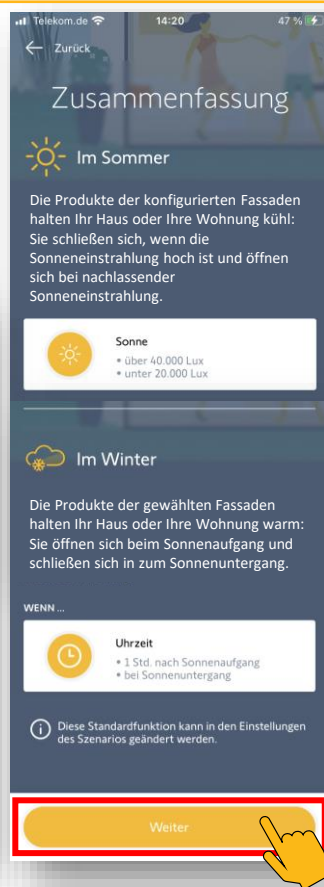 Telekom.de 14:20 47 %
Zurück
Zusammenfassung
Im Sommer
Die Produkte der konfigurierten Fassaden
halten Ihr Haus oder Ihre Wohnung kühl:
Sie schließen sich, wenn die
Sonneneinstrahlung hoch ist und öffnen
sich bei nachlassender
Sonneneinstrahlung.
Sonne
• über 40.000 Lux
• unter 20.000 Lux
Im Winter
Die Produkte der gewählten Fassaden
halten Ihr Haus oder Ihre Wohnung warm:
Sie öffnen sich beim Sonnenaufgang und
schließen sich in zum Sonnenuntergang.
WENN ...
Uhrzeit
• 1 Std. nach Sonnenaufgang
• bei Sonnenuntergang
Diese Standardfunktion kann in den Einstellungen
des Szenarios geändert werden.
Weiter